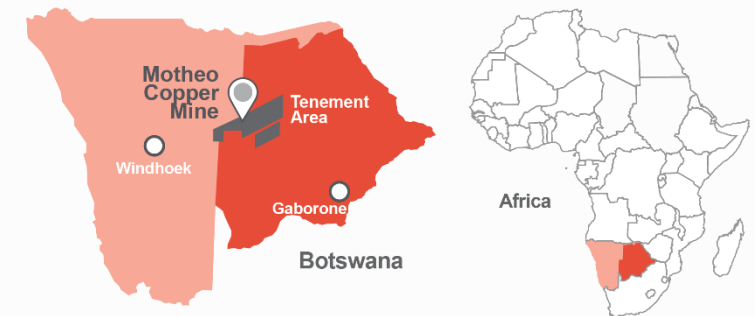 Motheo
Copper
Mine
Tenement
Area
Windhoek
Gaborone
Botswana
Africa